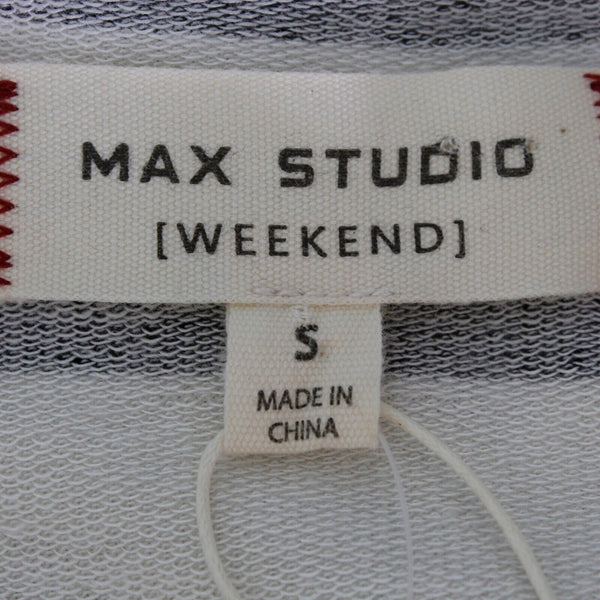 MAX STUDIO
[WEEKEND]
S
MADE IN
CHINA